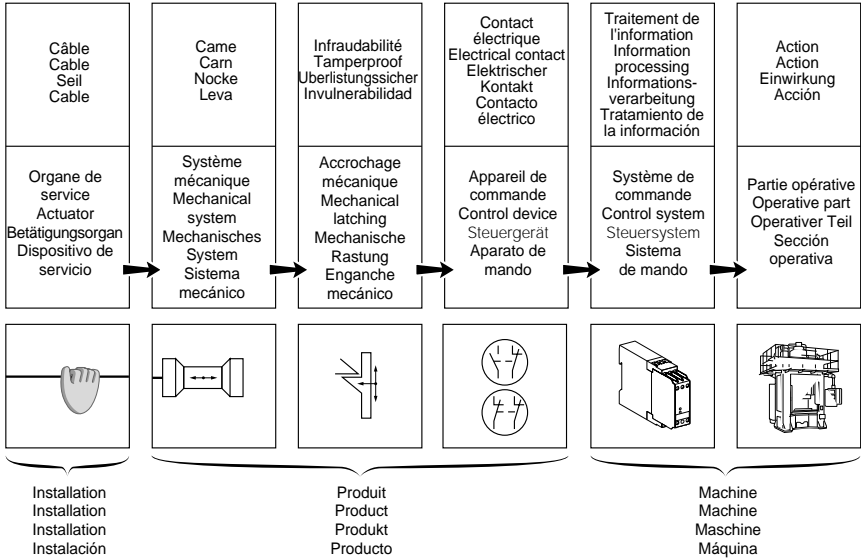 Câble
Cable
Seil
Cable
Came
Carn
Nocke
Leva
Infraudabilité
Tamperproof
Uberlistungssicher
Invulnerabilidad
Contact
électrique
Electrical contact
Elektrischer
Kontakt
Contacto
électrico
Traitement de
l'information
Information
processing
Informations-
verarbeitung
Tratamiento de
la información
Action
Action
Einwirkung
Acción
Organe de
service
Actuator
Betätigungsorgan
Dispositivo de
servicio
Système
mécanique
Mechanical
system
Mechanisches
System
Sistema
mecánico
Accrochage
mécanique
Mechanical
latching
Mechanische
Rastung
Enganche
mecánico
Appareil de
commande
Control device
Steuergerät
Aparato de
mando
Système de
commande
Control system
Steuersystem
Sistema
de mando
Partie opérative
Operative part
Operativer Teil
Sección
operativa
Installation
Installation
Installation
Instalación
Produit
Product
Produkt
Producto
Machine
Machine
Maschine
Máquina